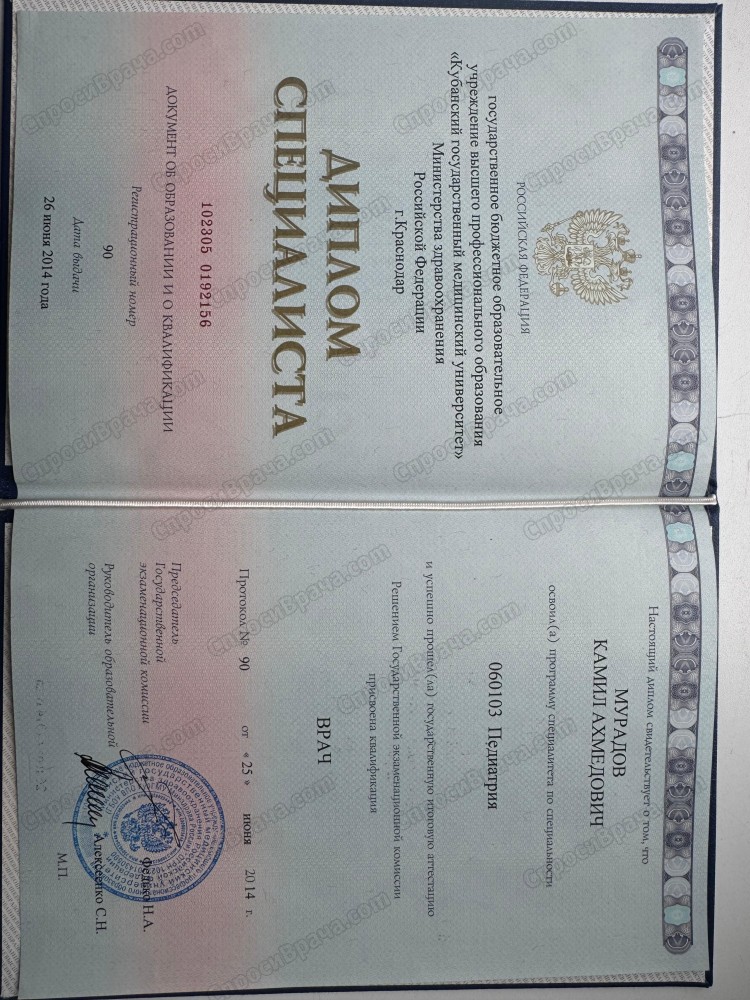 РОССИЙСКАЯ ФЕДЕРАЦИЯ
государственное бюджетное образовательное
учреждение высшего профессионального образования
«Кубанский государственный медицинский университет»
Министерства здравоохранения
Российской Федерации
г.Краснодар
ДИПЛОМ
СПЕЦИАЛИСТА
102305 0192156
ДОКУМЕНТ ОБ ОБРАЗОВАНИИ И О КВАЛИФИКАЦИИ
Регистрационный номер
90
Дата выдачи
26 июня 2014 года
Настоящий диплом свидетельствует о том, что
МУРАДОВ
КАМИЛ АХМЕДОВИЧ
освоил(а) программу специалитета по специальности
060103 Педиатрия
и успешно прошел(ла) государственную итоговую аттестацию
Решением Государственной экзаменационной комиссии
присвоена квалификация
ВРАЧ
Протокол № 90 от « 25 » июня 2014 г.
Председатель
Государственной
экзаменационной комиссии
Федько Н.А.
Руководитель образовательной
организации
Алексеенко С.Н.
М.П.
СпросиВрача.com